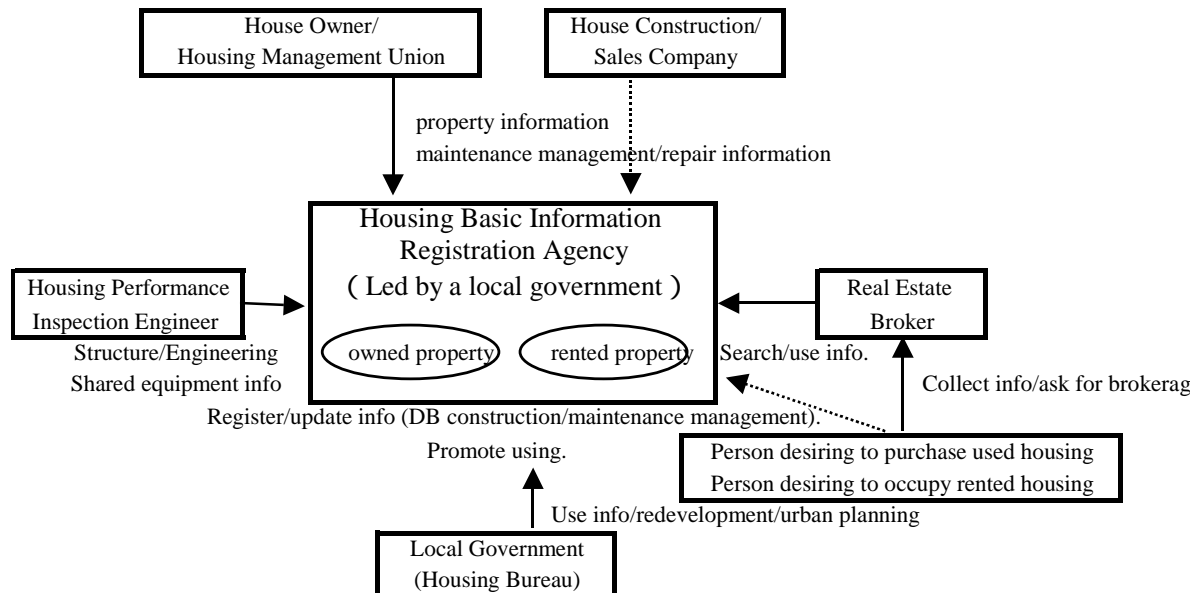 House Owner/
Housing Management Union
House Construction/
Sales Company
property information
maintenance management/repair information
Housing Basic Information
Registration Agency
( Led by a local government )
Housing Performance
Inspection Engineer
Real Estate
Broker
owned property
rented property
Structure/Engineering
Shared equipment info
Search/use info.
Collect info/ask for brokerag
Register/update info (DB construction/maintenance management).
Promote using.
Person desiring to purchase used housing
Person desiring to occupy rented housing
Use info/redevelopment/urban planning
Local Government
(Housing Bureau)